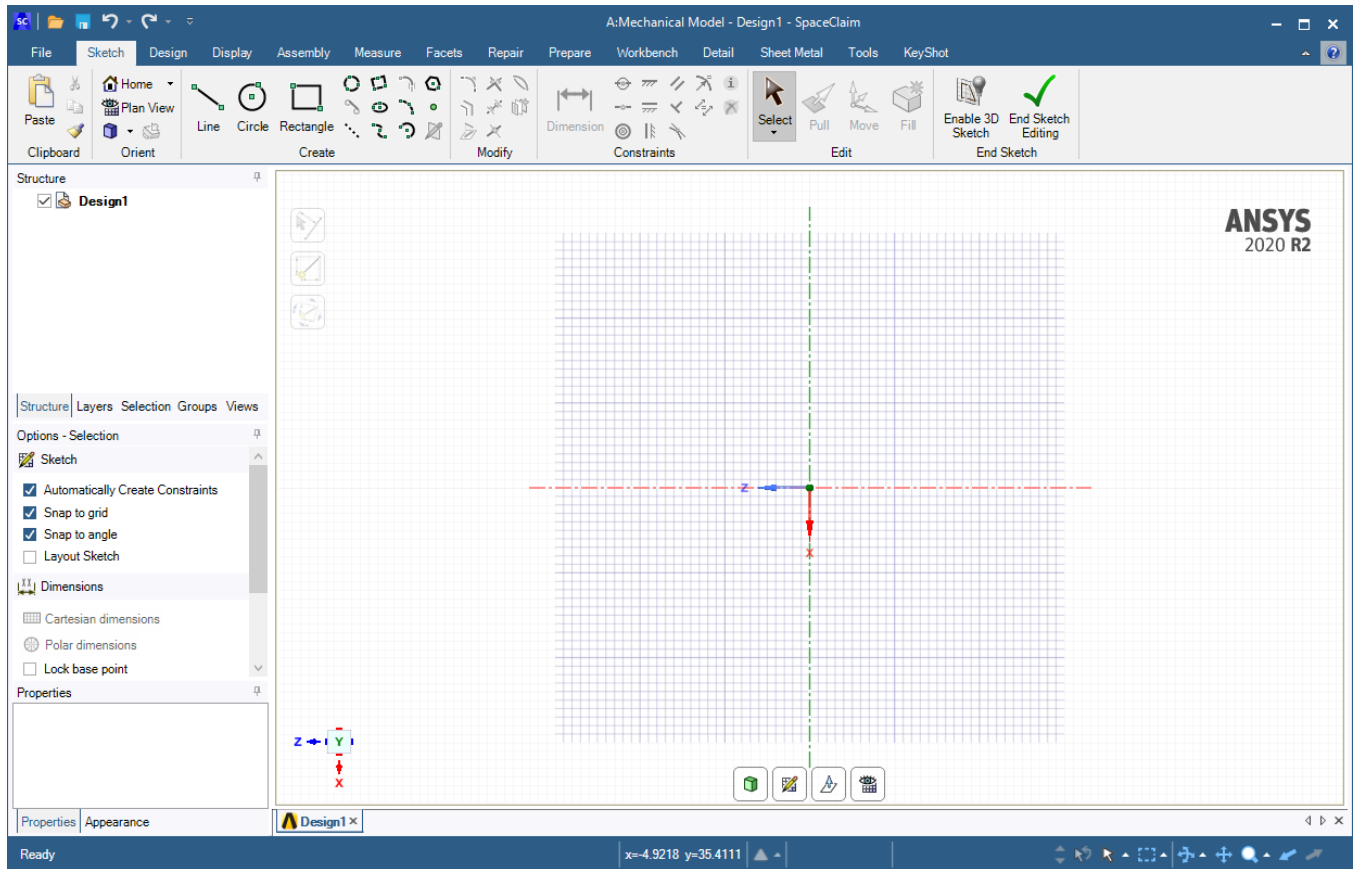 SC A:Mechanical Model - Design1 - SpaceClaim
File Sketch Design Display Assembly Measure Facets Repair Prepare Workbench Detail Sheet Metal Tools KeyShot
Paste
Home
Plan View
Line Circle Rectangle
Dimension
Select Pull Move Fill
Enable 3D Sketch
End Sketch Editing
Clipboard Orient Create Modify Constraints Edit End Sketch
Structure
Design1
ANSYS
2020 R2
Structure Layers Selection Groups Views
Options - Selection
Sketch
Automatically Create Constraints
Snap to grid
Snap to angle
Layout Sketch
Dimensions
Cartesian dimensions
Polar dimensions
Lock base point
Properties
Z
X
Z Y
X
Properties Appearance
Design1
Ready x=-4.9218 y=35.4111